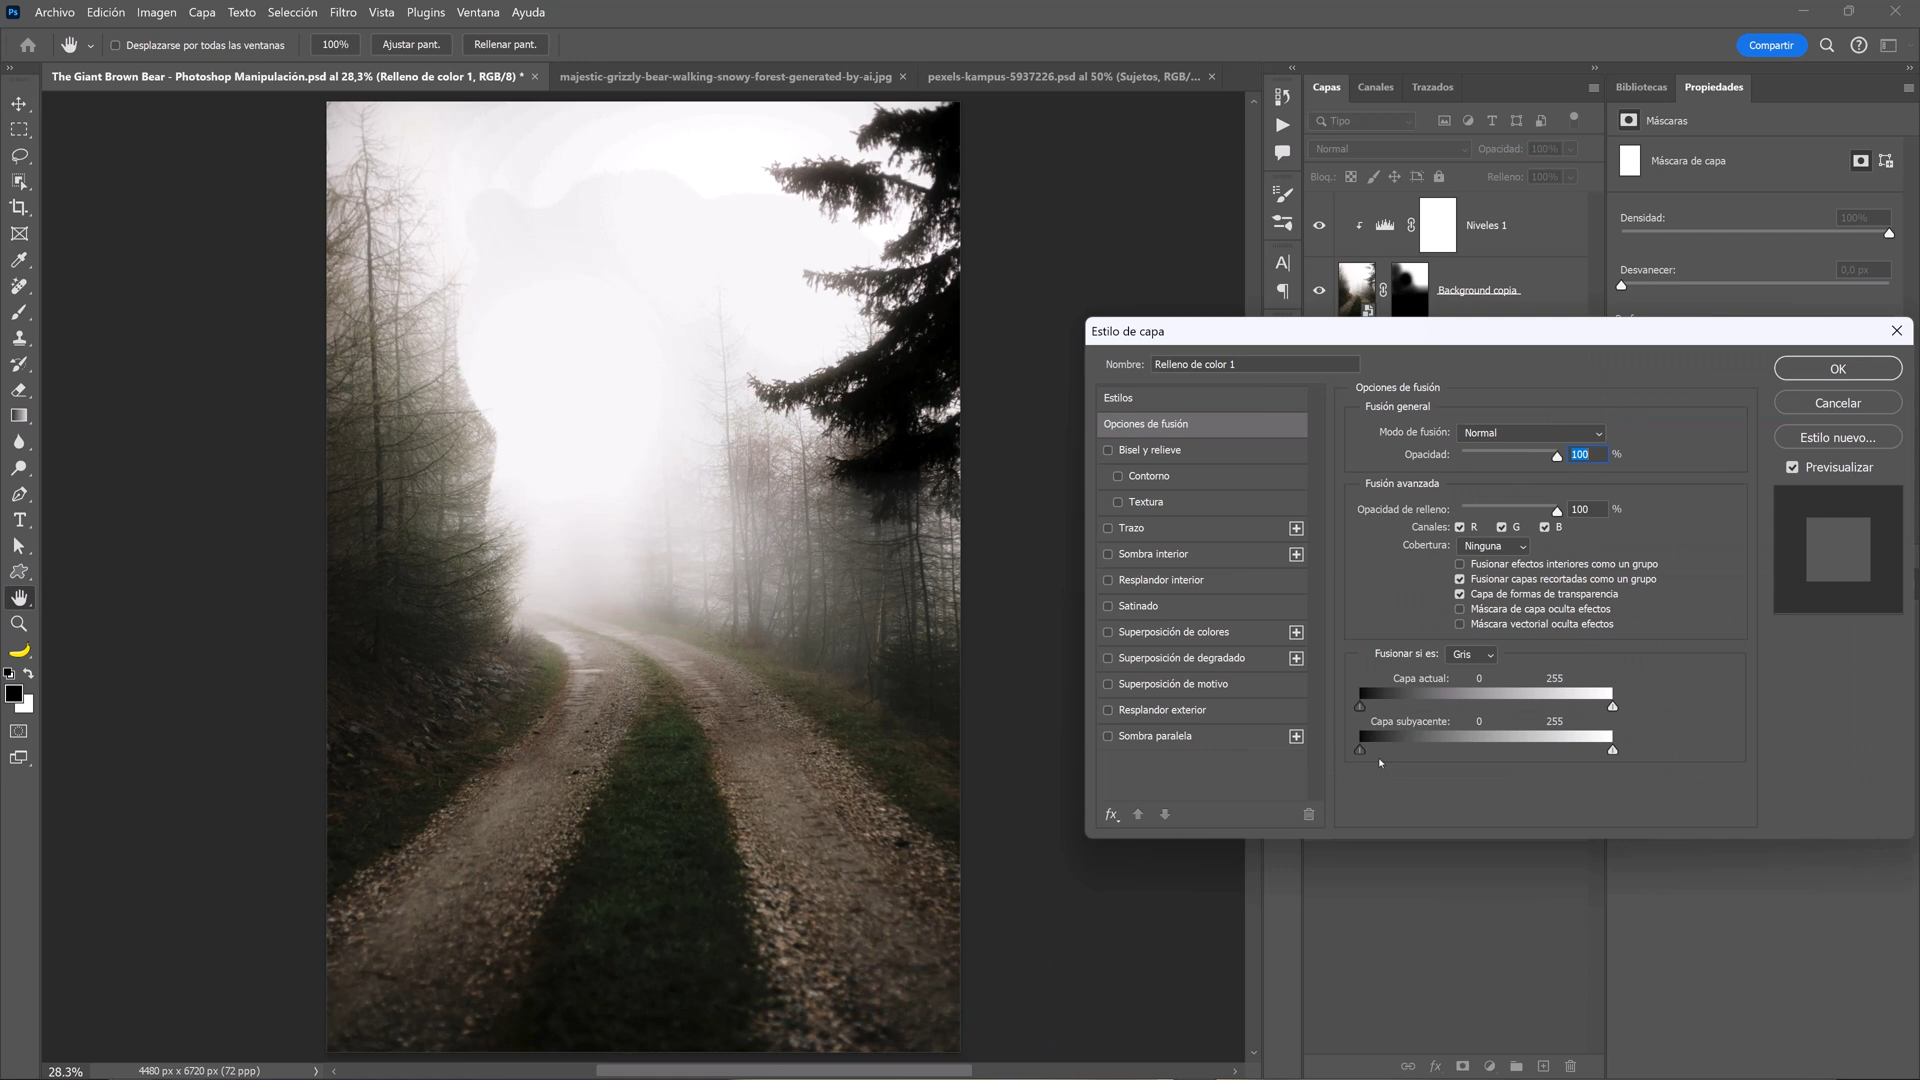 Ps Archivo Edición Imagen Capa Texto Selección Filtro Vista Plugins Ventana Ayuda
Desplazarse por todas las ventanas 100% Ajustar pant. Rellenar pant. Compartir
The Giant Brown Bear - Photoshop Manipulación.psd al 28,3% (Relleno de color 1, RGB/8) *
majestic-grizzly-bear-walking-snowy-forest-generated-by-ai.jpg
pexels-kampus-5937226.psd al 50% (Sujetos, RGB/...
Capas Canales Trazados
Bibliotecas Propiedades
Tipo
Máscaras
Normal Opacidad: 100%
Máscara de capa
Bloq.: Relleno: 100%
Densidad: 100%
Niveles 1
Desvanecer: 0,0 px
Background copia
Estilo de capa
Nombre: Relleno de color 1
Estilos
Opciones de fusión
Bisel y relieve
Contorno
Textura
Trazo
Sombra interior
Resplandor interior
Satinado
Superposición de colores
Superposición de degradado
Superposición de motivo
Resplandor exterior
Sombra paralela
fx
Opciones de fusión
Fusión general
Modo de fusión: Normal
Opacidad: 100 %
Fusión avanzada
Opacidad de relleno: 100 %
Canales: R G B
Cobertura: Ninguna
Fusionar efectos interiores como un grupo
Fusionar capas recortadas como un grupo
Capa de formas de transparencia
Máscara de capa oculta efectos
Máscara vectorial oculta efectos
Fusionar si es: Gris
Capa actual: 0 255
Capa subyacente: 0 255
OK
Cancelar
Estilo nuevo...
Previsualizar
28.3% 4480 px x 6720 px (72 ppp)
fx